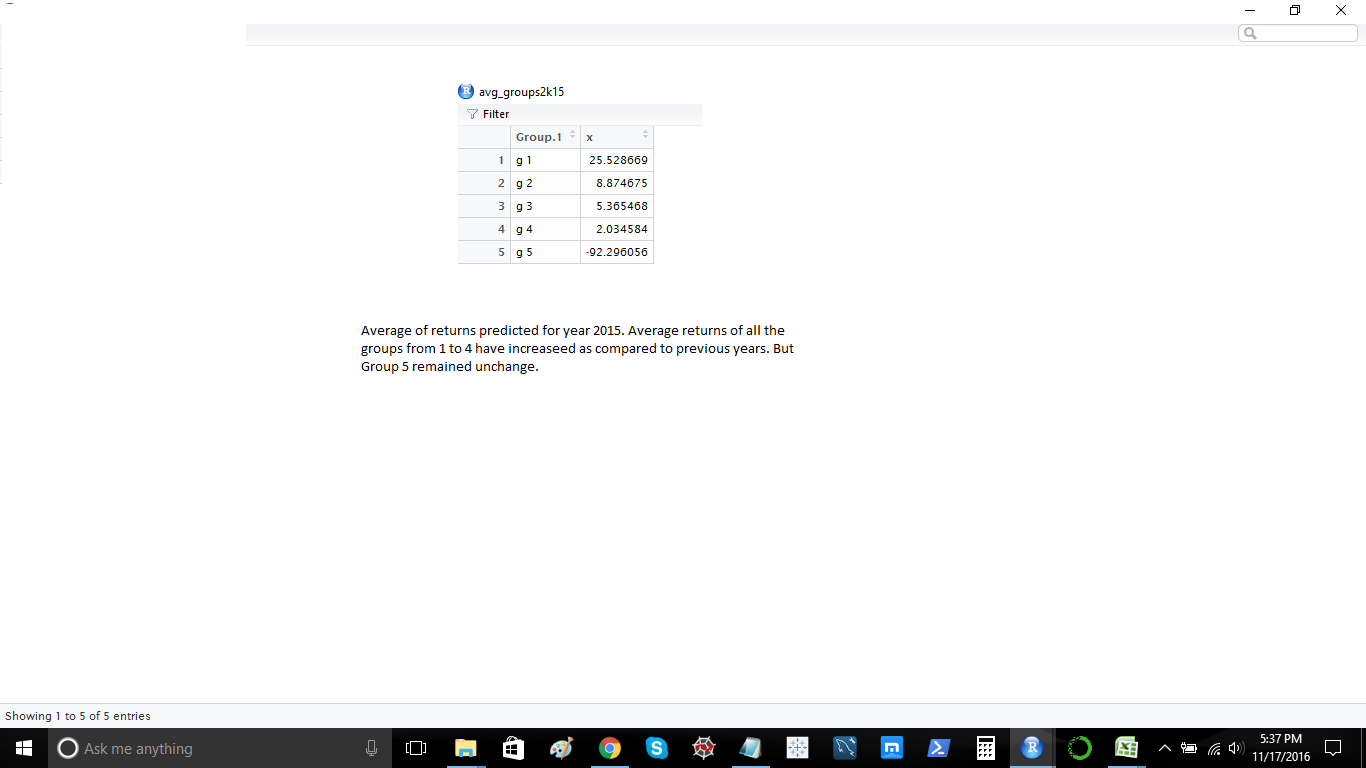 avg_groups2k15
Filter
Group.1 x
1 g 1 25.528669
2 g 2 8.874675
3 g 3 5.365468
4 g 4 2.034584
5 g 5 -92.296056
Average of returns predicted for year 2015. Average returns of all the
groups from 1 to 4 have increaseed as compared to previous years. But
Group 5 remained unchange.
Showing 1 to 5 of 5 entries
Ask me anything
5:37 PM
11/17/2016